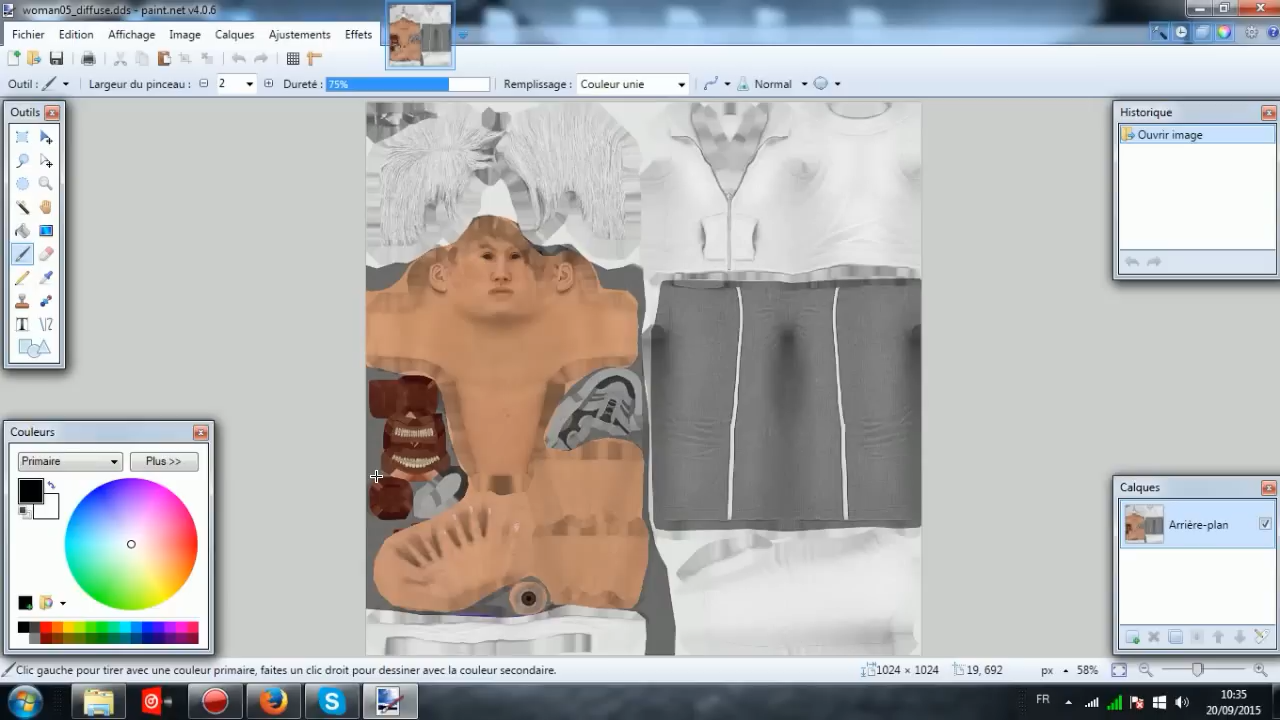 woman05_diffuse.dds - paint.net v4.0.6
Fichier Edition Affichage Image Calques Ajustements Effets
Outil : Largeur du pinceau : 2 Dureté : 75% Remplissage : Couleur unie Normal
Outils
Historique
Ouvrir image
Couleurs
Primaire Plus >>
Calques
Arrière-plan
Clic gauche pour tirer avec une couleur primaire, faites un clic droit pour dessiner avec la couleur secondaire. 1024 × 1024 19, 692 px 58%
FR 10:35
20/09/2015